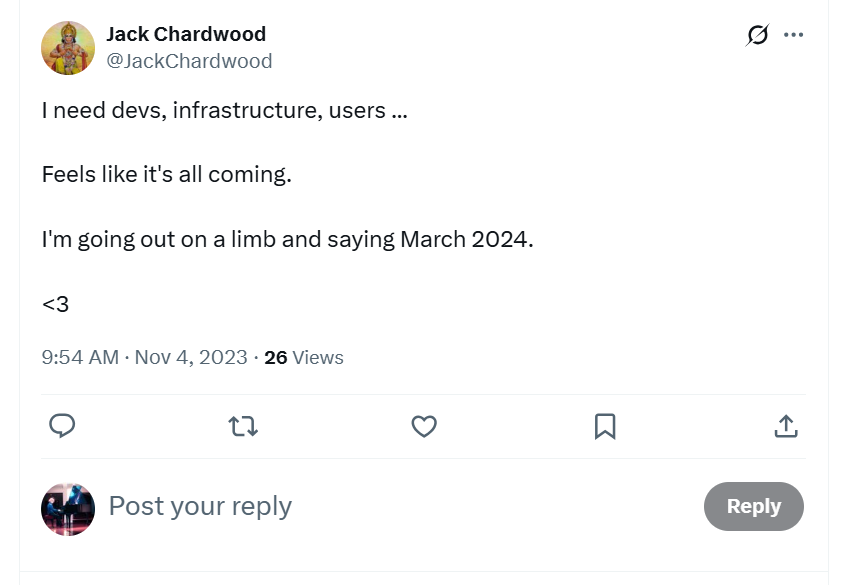 Jack Chardwood
@JackChardwood
I need devs, infrastructure, users ...
Feels like it's all coming.
I'm going out on a limb and saying March 2024.
<3
9:54 AM · Nov 4, 2023 · 26 Views
Post your reply
Reply